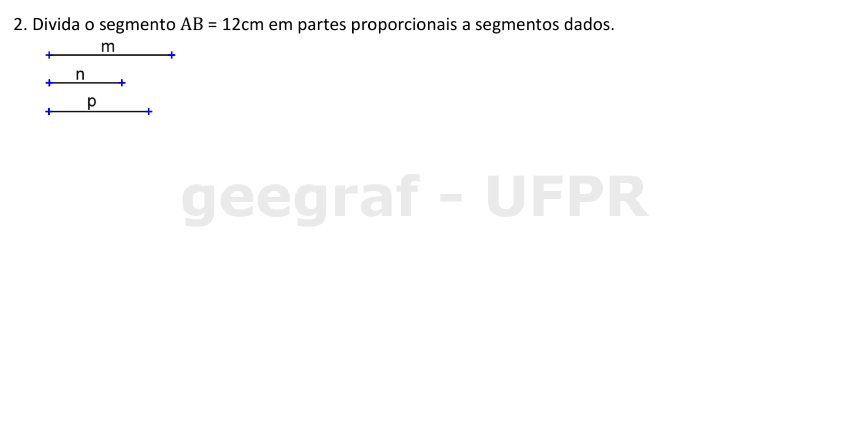 2. Divida o segmento AB = 12cm em partes proporcionais a segmentos dados.
m
n
p
geegraf - UFPR